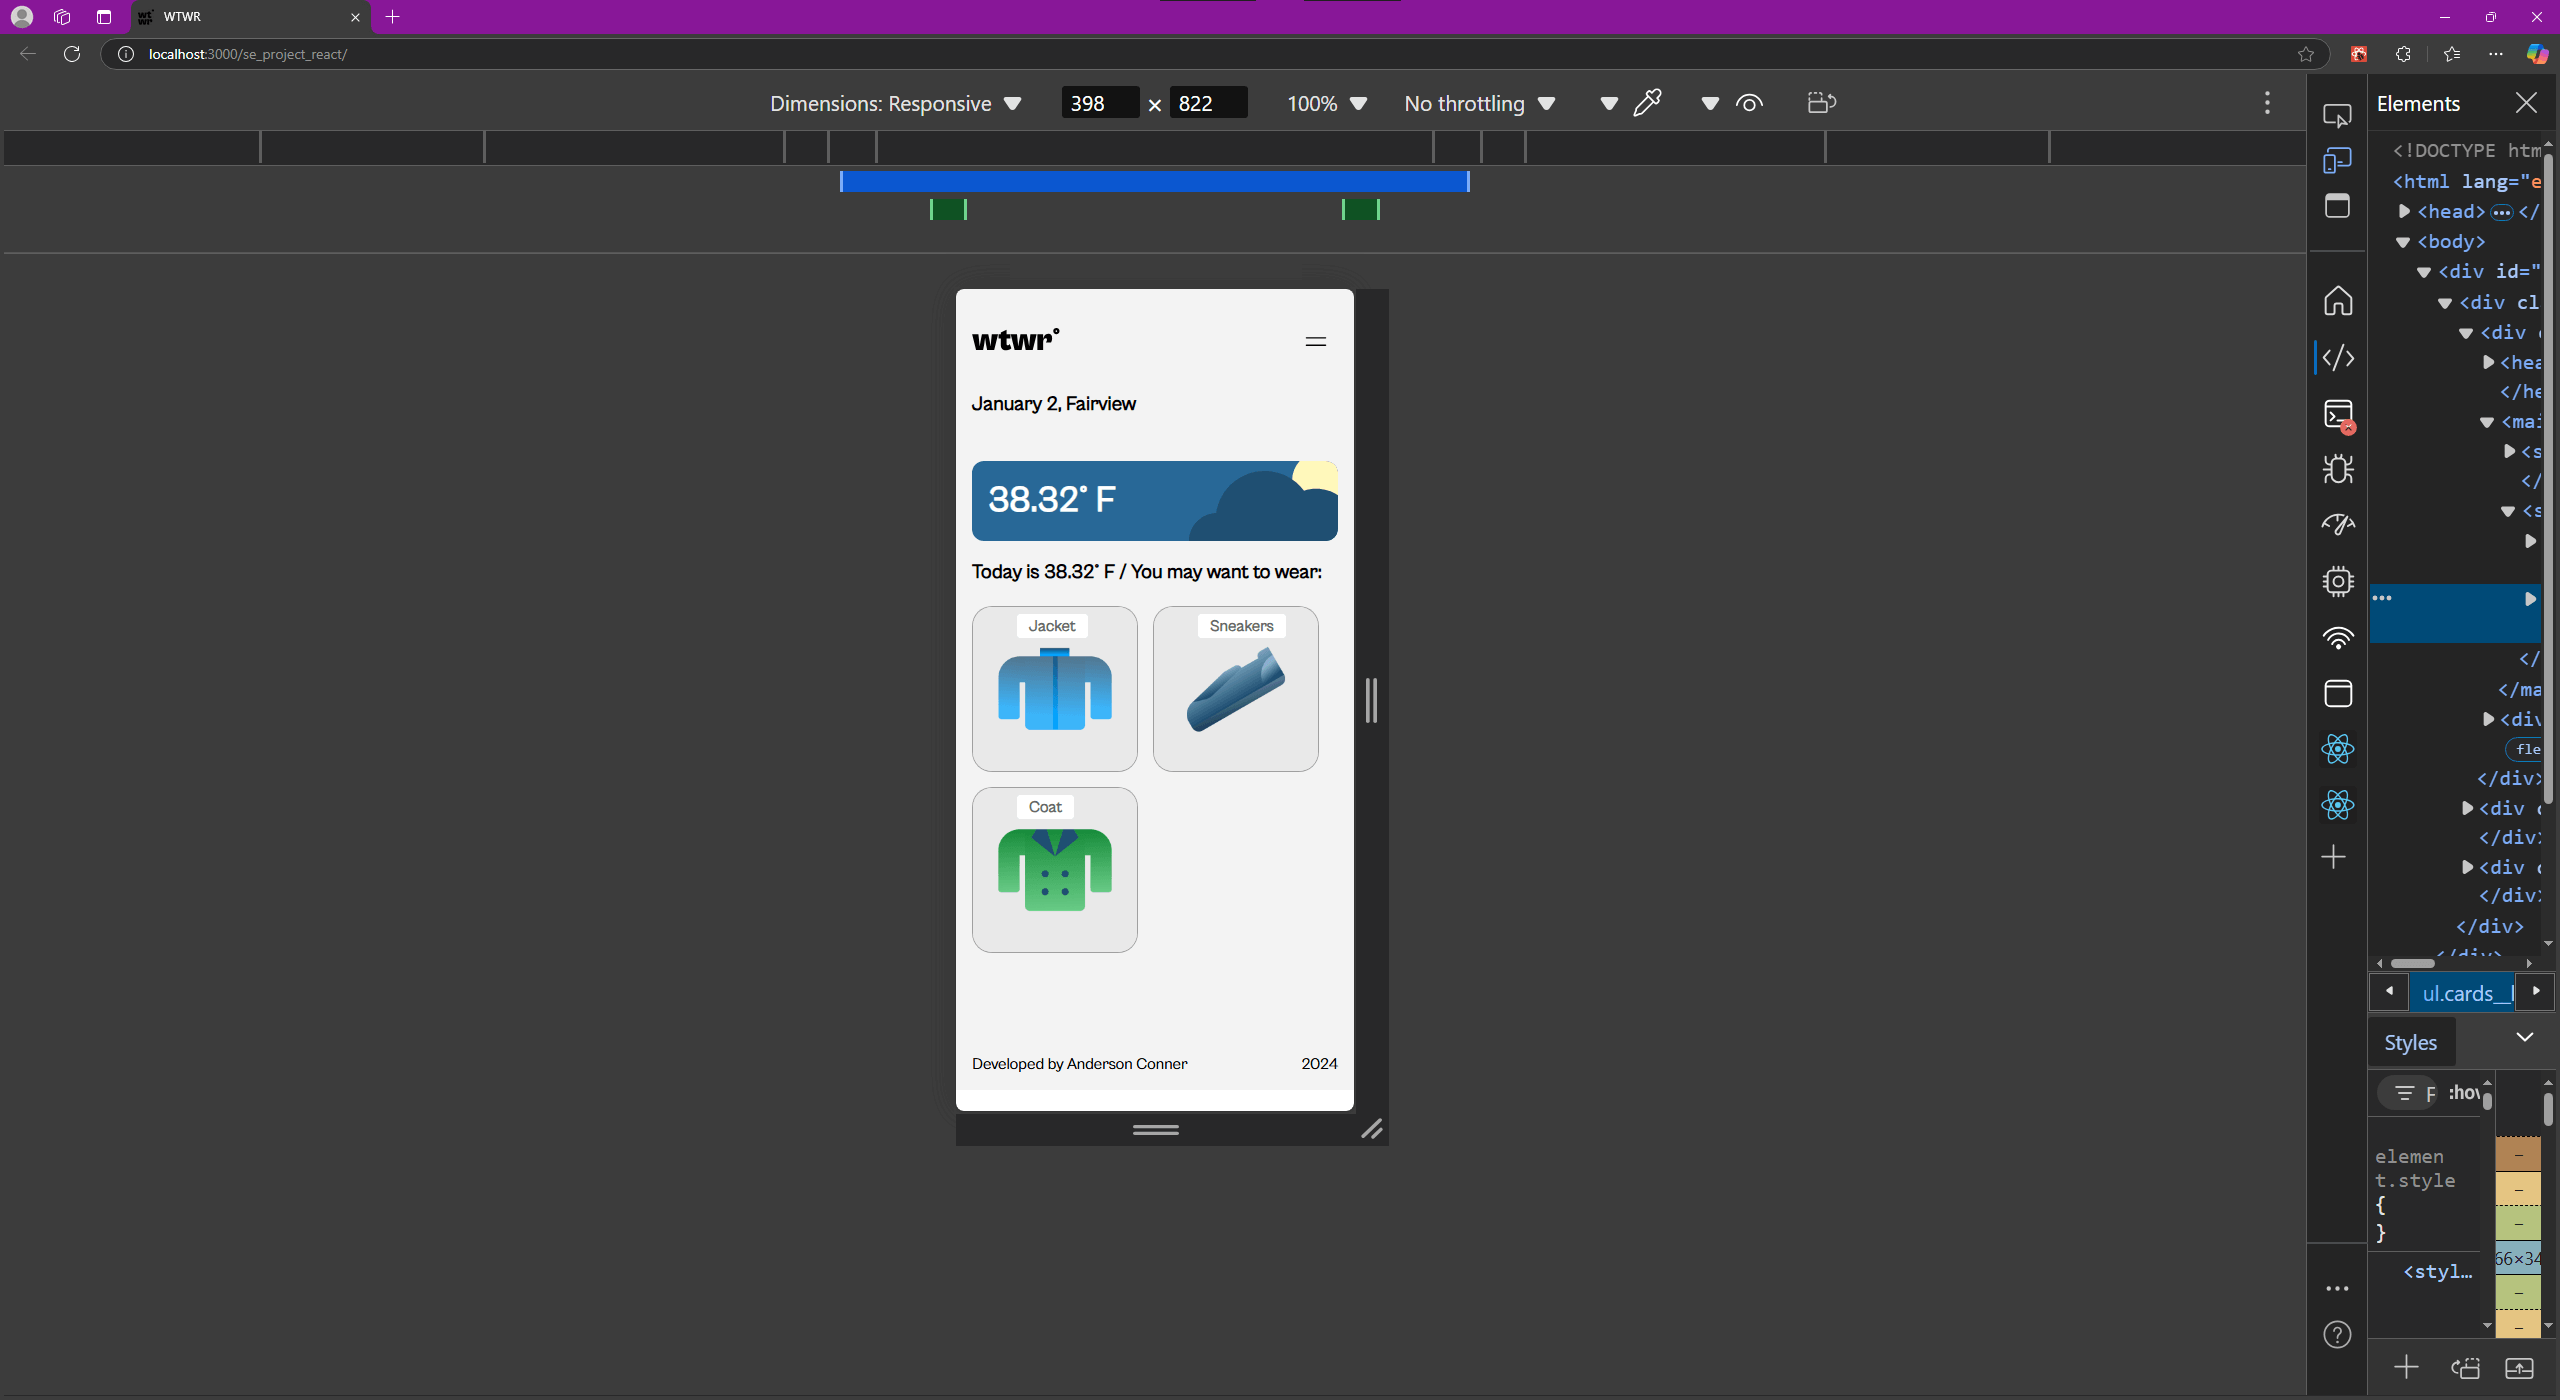 WTWR
localhost:3000/se_project_react/
Dimensions: Responsive 398 × 822 100% No throttling
Elements
wtwr°
January 2, Fairview
38.32° F
Today is 38.32° F / You may want to wear:
Jacket
Sneakers
Coat
Developed by Anderson Conner 2024
<!DOCTYPE htm
<html lang="e
<head> ••• </
<body>
<div id="
<div cl
<div c
<hea
</he
<mai
<s
</
<s
</
</ma
<div
fle
</div>
<div c
</div>
<div c
</div>
</div>
ul.cards__l
Styles
F :hov
elemen
t.style
{
}
66×34
<styl…